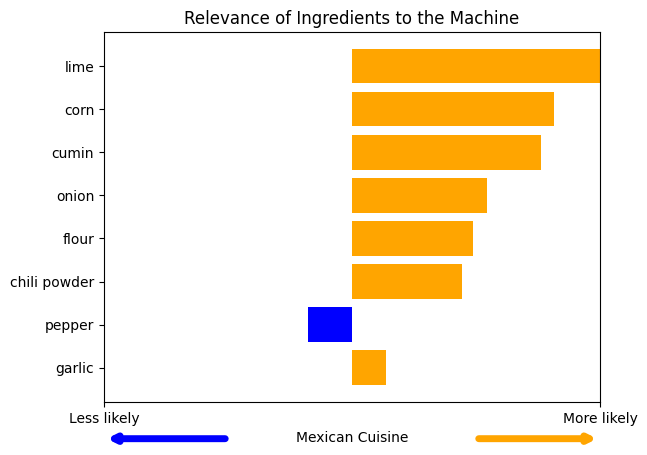 Relevance of Ingredients to the Machine
lime
corn
cumin
onion
flour
chili powder
pepper
garlic
Less likely
More likely
Mexican Cuisine